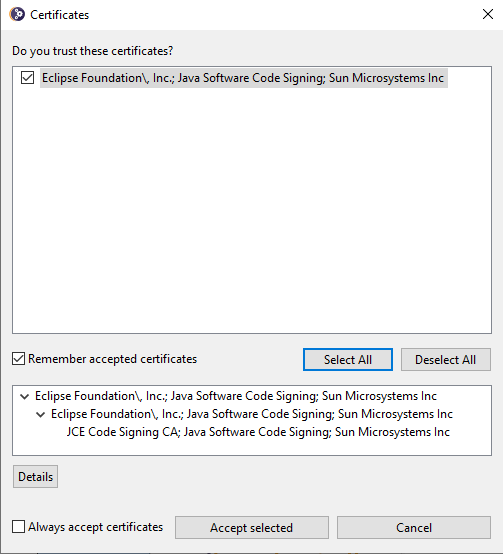 Certificates
Do you trust these certificates?
Eclipse Foundation\, Inc.; Java Software Code Signing; Sun Microsystems Inc
Remember accepted certificates
Select All
Deselect All
Eclipse Foundation\, Inc.; Java Software Code Signing; Sun Microsystems Inc
Eclipse Foundation\, Inc.; Java Software Code Signing; Sun Microsystems Inc
JCE Code Signing CA; Java Software Code Signing; Sun Microsystems Inc
Details
Always accept certificates
Accept selected
Cancel